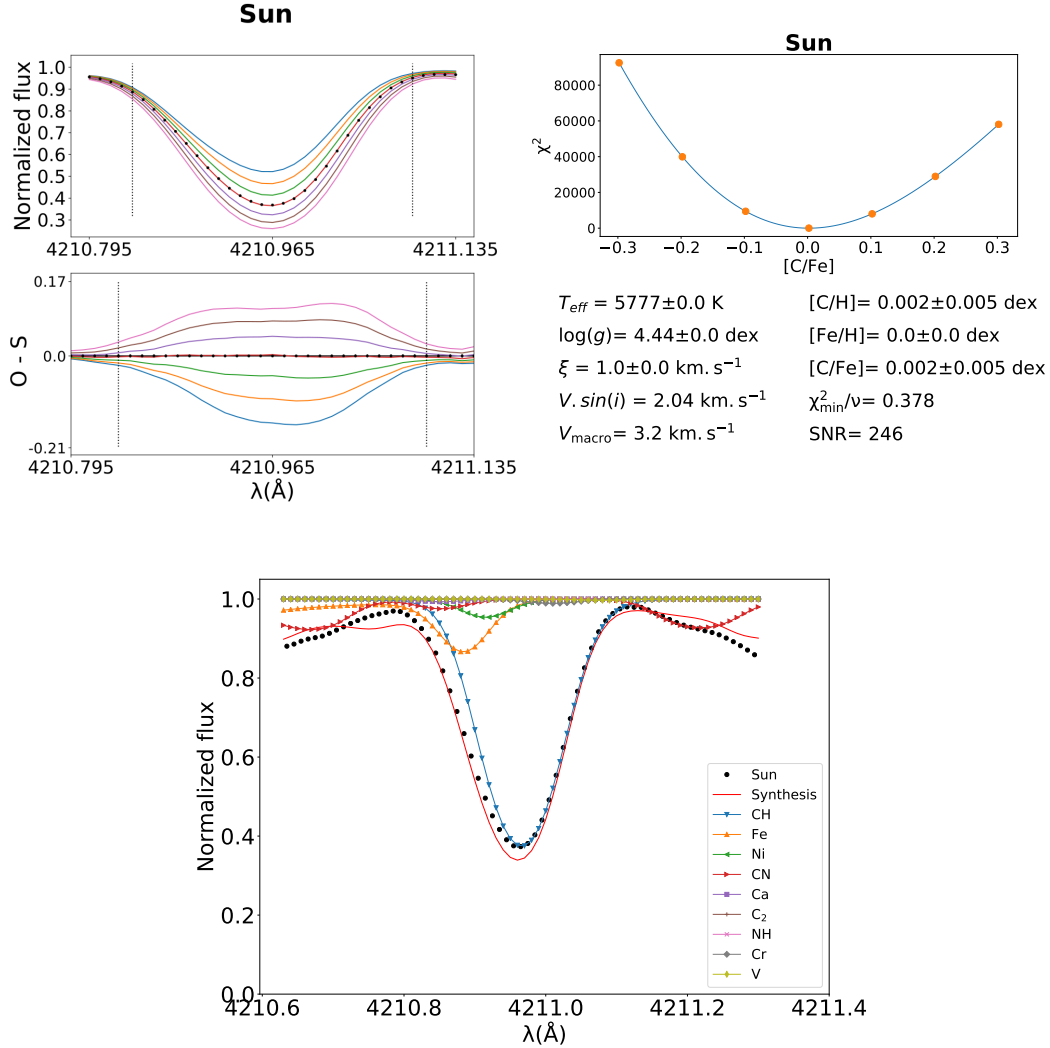 Sun
1.0
0.9
0.8
0.7
0.6
0.5
0.4
0.3
Normalized flux
4210.795 4210.965 4211.135
0.17
0.0
-0.21
O - S
4210.795 4210.965 4211.135
λ(Å)
Sun
80000
60000
40000
20000
0
χ²
−0.3 −0.2 −0.1 0.0 0.1 0.2 0.3
[C/Fe]
T_eff = 5777±0.0 K
log(g)= 4.44±0.0 dex
ξ = 1.0±0.0 km.s⁻¹
V.sin(i) = 2.04 km.s⁻¹
V_macro= 3.2 km.s⁻¹
[C/H]= 0.002±0.005 dex
[Fe/H]= 0.0±0.0 dex
[C/Fe]= 0.002±0.005 dex
χ²_min/ν= 0.378
SNR= 246
1.0
0.8
0.6
0.4
0.2
0.0
Normalized flux
4210.6 4210.8 4211.0 4211.2 4211.4
λ(Å)
Sun
Synthesis
CH
Fe
Ni
CN
Ca
C₂
NH
Cr
V